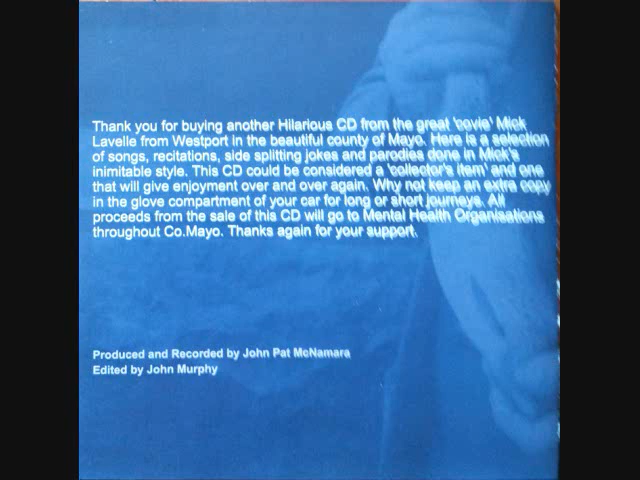 Thank you for buying another Hilarious CD from the great 'covie' Mick
Lavelle from Westport in the beautiful county of Mayo. Here is a selection
of songs, recitations, side splitting jokes and parodies done in Mick's
inimitable style. This CD could be considered a 'collector's item' and one
that will give enjoyment over and over again. Why not keep an extra copy
in the glove compartment of your car for long or short journeys. All
proceeds from the sale of this CD will go to Mental Health Organisations
throughout Co.Mayo. Thanks again for your support.
Produced and Recorded by John Pat McNamara
Edited by John Murphy